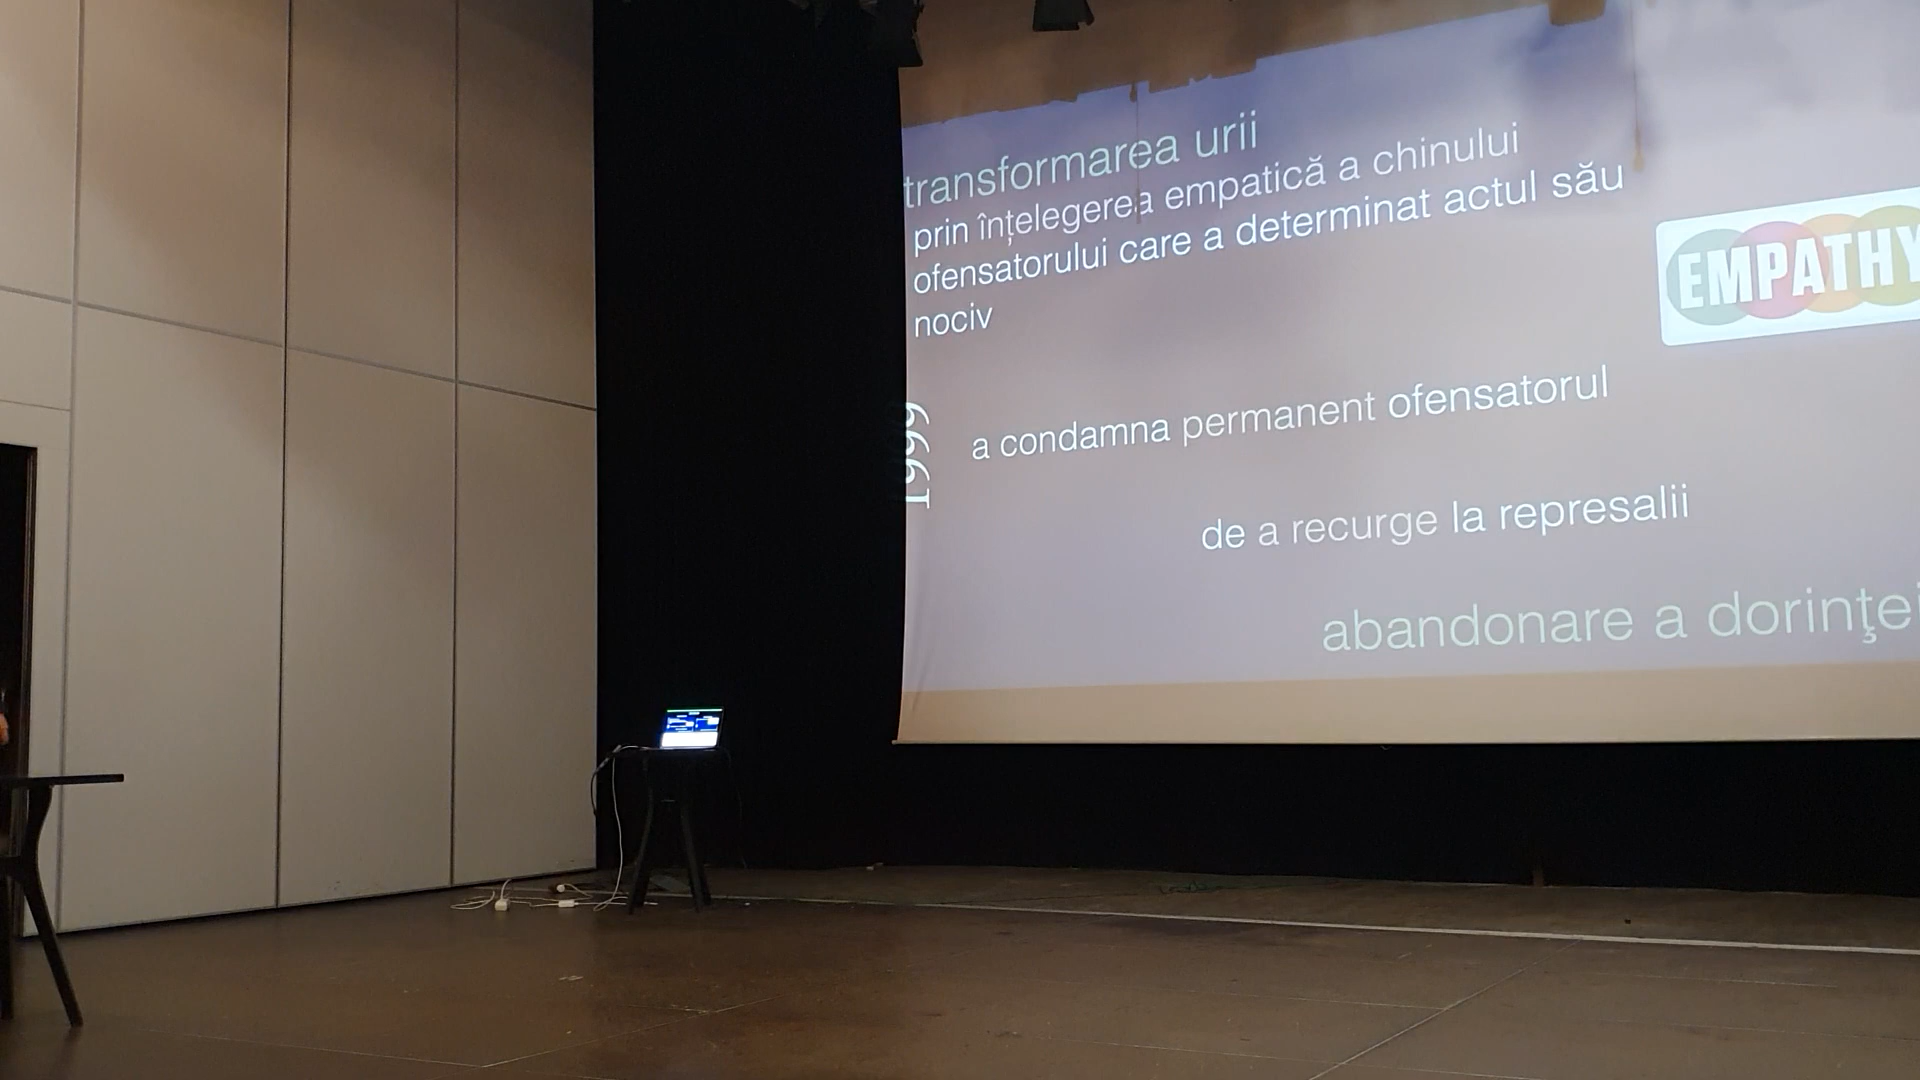 transformarea urii
prin înțelegerea empatică a chinului
ofensatorului care a determinat actul său
nociv
EMPATHY
1999
a condamna permanent ofensatorul
de a recurge la represalii
abandonare a dorinţei